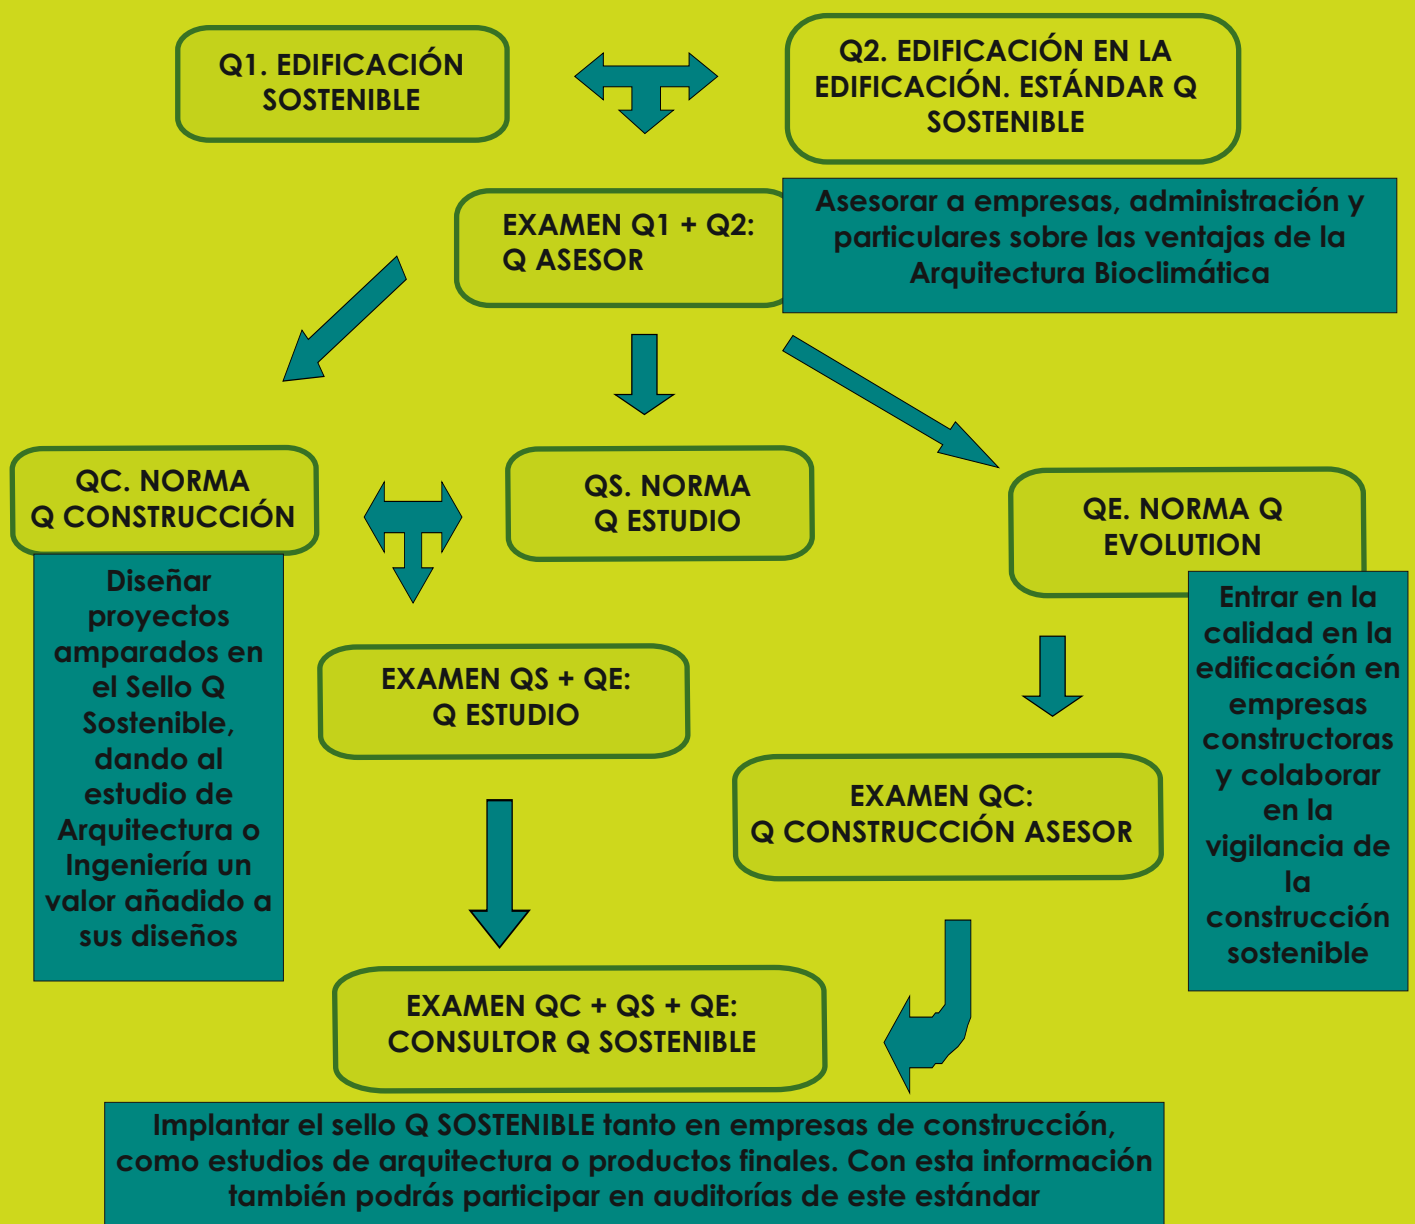 Q1. EDIFICACIÓN
SOSTENIBLE
Q2. EDIFICACIÓN EN LA
EDIFICACIÓN. ESTÁNDAR Q
SOSTENIBLE
EXAMEN Q1 + Q2:
Q ASESOR
Asesorar a empresas, administración y
particulares sobre las ventajas de la
Arquitectura Bioclimática
QC. NORMA
Q CONSTRUCCIÓN
QS. NORMA
Q ESTUDIO
QE. NORMA Q
EVOLUTION
Diseñar
proyectos
amparados en
el Sello Q
Sostenible,
dando al
estudio de
Arquitectura o
Ingeniería un
valor añadido a
sus diseños
Entrar en la
calidad en la
edificación en
empresas
constructoras
y colaborar
en la
vigilancia de
la
construcción
sostenible
EXAMEN QS + QE:
Q ESTUDIO
EXAMEN QC:
Q CONSTRUCCIÓN ASESOR
EXAMEN QC + QS + QE:
CONSULTOR Q SOSTENIBLE
Implantar el sello Q SOSTENIBLE tanto en empresas de construcción,
como estudios de arquitectura o productos finales. Con esta información
también podrás participar en auditorías de este estándar